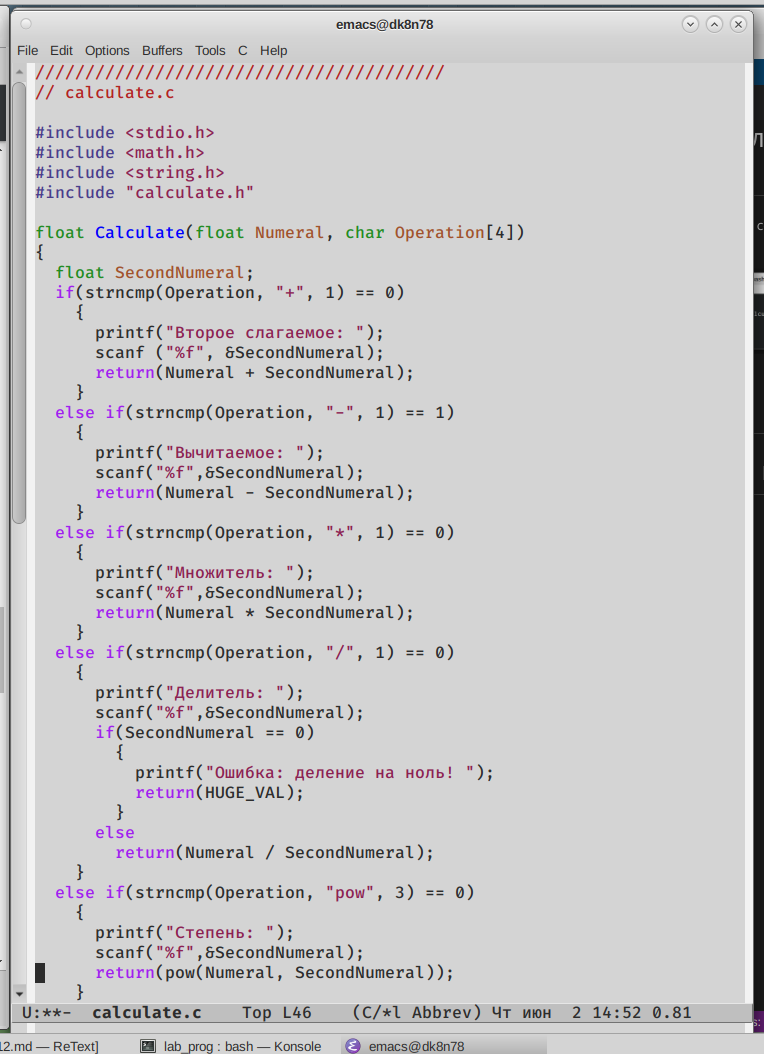 emacs@dk8n78
File Edit Options Buffers Tools C Help
/////////////////////////////////////////
// calculate.c
#include <stdio.h>
#include <math.h>
#include <string.h>
#include "calculate.h"
float Calculate(float Numeral, char Operation[4])
{
float SecondNumeral;
if(strncmp(Operation, "+", 1) == 0)
{
printf("Второе слагаемое: ");
scanf ("%f", &SecondNumeral);
return(Numeral + SecondNumeral);
}
else if(strncmp(Operation, "-", 1) == 1)
{
printf("Вычитаемое: ");
scanf("%f",&SecondNumeral);
return(Numeral - SecondNumeral);
}
else if(strncmp(Operation, "*", 1) == 0)
{
printf("Множитель: ");
scanf("%f",&SecondNumeral);
return(Numeral * SecondNumeral);
}
else if(strncmp(Operation, "/", 1) == 0)
{
printf("Делитель: ");
scanf("%f",&SecondNumeral);
if(SecondNumeral == 0)
{
printf("Ошибка: деление на ноль! ");
return(HUGE_VAL);
}
else
return(Numeral / SecondNumeral);
}
else if(strncmp(Operation, "pow", 3) == 0)
{
printf("Степень: ");
scanf("%f",&SecondNumeral);
return(pow(Numeral, SecondNumeral));
}
U:**- calculate.c Top L46 (C/*l Abbrev) Чт июн 2 14:52 0.81
12.md — ReText] lab_prog : bash — Konsole emacs@dk8n78